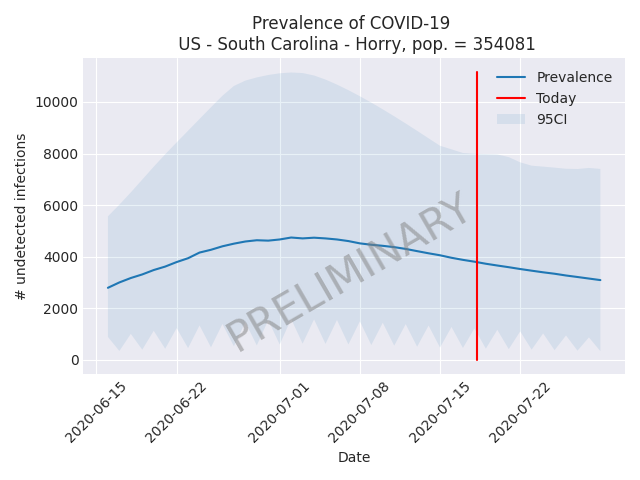 Prevalence of COVID-19
US - South Carolina - Horry, pop. = 354081
Prevalence
Today
95CI
10000
8000
6000
4000
2000
0
# undetected infections
PRELIMINARY
2020-06-15
2020-06-22
2020-07-01
2020-07-08
2020-07-15
2020-07-22
Date